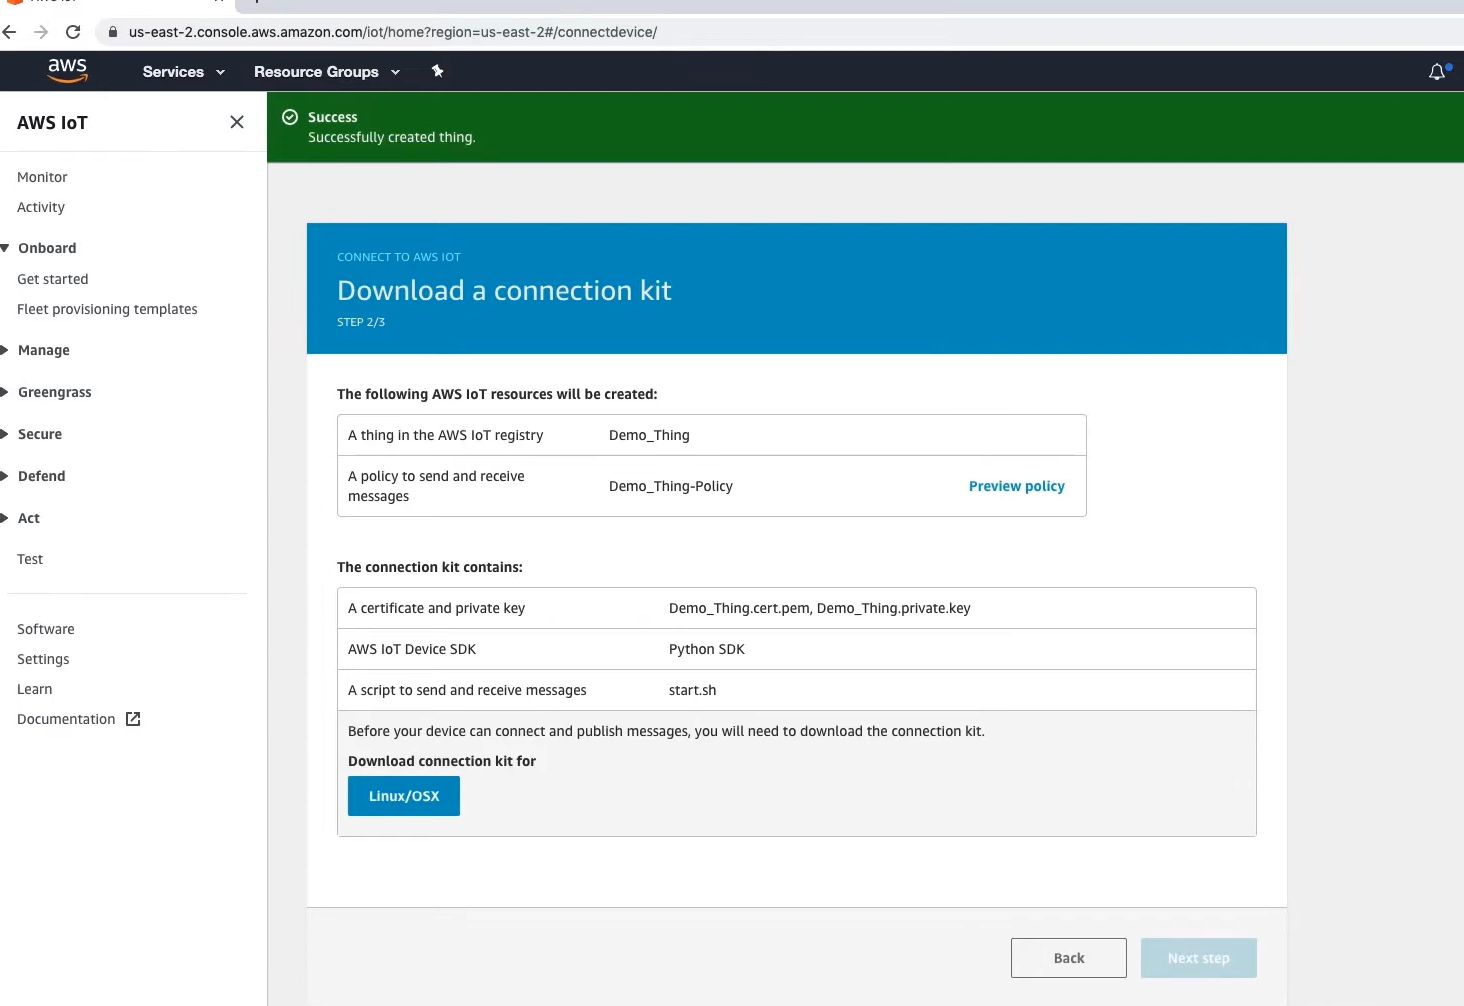 us-east-2.console.aws.amazon.com/iot/home?region=us-east-2#/connectdevice/
aws
Services
Resource Groups
AWS IoT
Success
Successfully created thing.
Monitor
Activity
Onboard
Get started
Fleet provisioning templates
Manage
Greengrass
Secure
Defend
Act
Test
Software
Settings
Learn
Documentation
CONNECT TO AWS IOT
Download a connection kit
STEP 2/3
The following AWS IoT resources will be created:
A thing in the AWS IoT registry Demo_Thing
A policy to send and receive
messages
Demo_Thing-Policy
Preview policy
The connection kit contains:
A certificate and private key Demo_Thing.cert.pem, Demo_Thing.private.key
AWS IoT Device SDK Python SDK
A script to send and receive messages start.sh
Before your device can connect and publish messages, you will need to download the connection kit.
Download connection kit for
Linux/OSX
Back
Next step